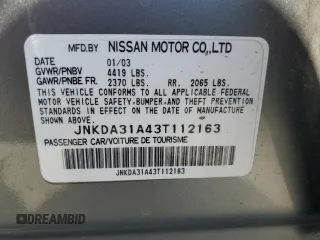 MFD.BY NISSAN MOTOR CO.,LTD
DATE 01/03
GVWR/PNBV 4419 LBS.
GAWR/PNBE FR. 2370 LBS. RR. 2065 LBS.
THIS VEHICLE CONFORMS TO ALL APPLICABLE FEDERAL
MOTOR VEHICLE SAFETY,BUMPER,AND THEFT PREVENTION
STANDARDS IN EFFECT ON THE DATE OF MANUFACTURE
SHOWN ABOVE.
JNKDA31A43T112163
PASSENGER CAR/VOITURE DE TOURISME
JNKDA31A43T112163
DREAMBID
AutoBidMaster